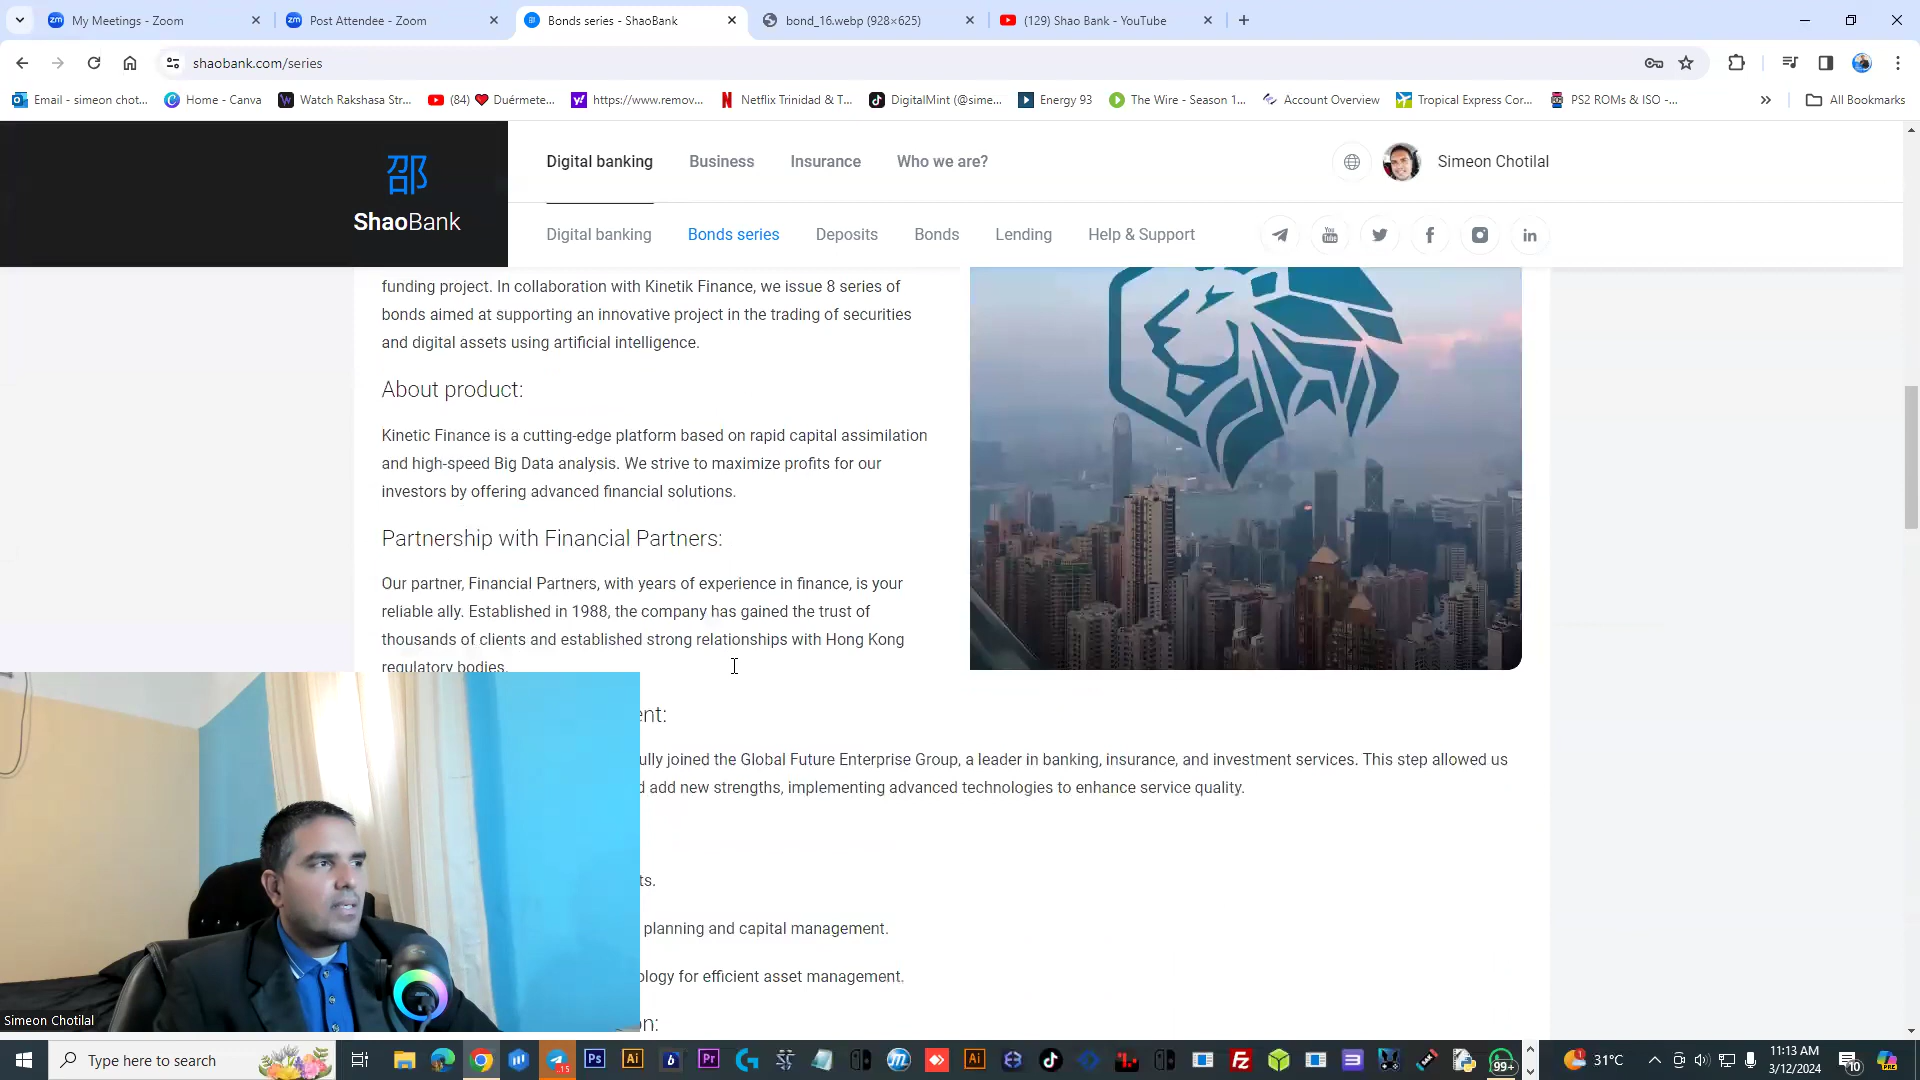 My Meetings - Zoom
Post Attendee - Zoom
Bonds series - ShaoBank
bond_16.webp (928×625)
(129) Shao Bank - YouTube
shaobank.com/series
Email - simeon chot...
Home - Canva
Watch Rakshasa Str...
(84) ❤ Duérmete...
https://www.remov...
Netflix Trinidad & T...
DigitalMint (@sime...
Energy 93
The Wire - Season 1...
Account Overview
Tropical Express Cor...
PS2 ROMs & ISO -...
All Bookmarks
邵
ShaoBank
Digital banking
Business
Insurance
Who we are?
Simeon Chotilal
Digital banking
Bonds series
Deposits
Bonds
Lending
Help & Support
funding project. In collaboration with Kinetik Finance, we issue 8 series of
bonds aimed at supporting an innovative project in the trading of securities
and digital assets using artificial intelligence.
About product:
Kinetic Finance is a cutting-edge platform based on rapid capital assimilation
and high-speed Big Data analysis. We strive to maximize profits for our
investors by offering advanced financial solutions.
Partnership with Financial Partners:
Our partner, Financial Partners, with years of experience in finance, is your
reliable ally. Established in 1988, the company has gained the trust of
thousands of clients and established strong relationships with Hong Kong
regulatory bodies.
ent:
ully joined the Global Future Enterprise Group, a leader in banking, insurance, and investment services. This step allowed us
d add new strengths, implementing advanced technologies to enhance service quality.
ts.
planning and capital management.
ology for efficient asset management.
on:
Simeon Chotilal
Type here to search
31°C
11:13 AM
3/12/2024